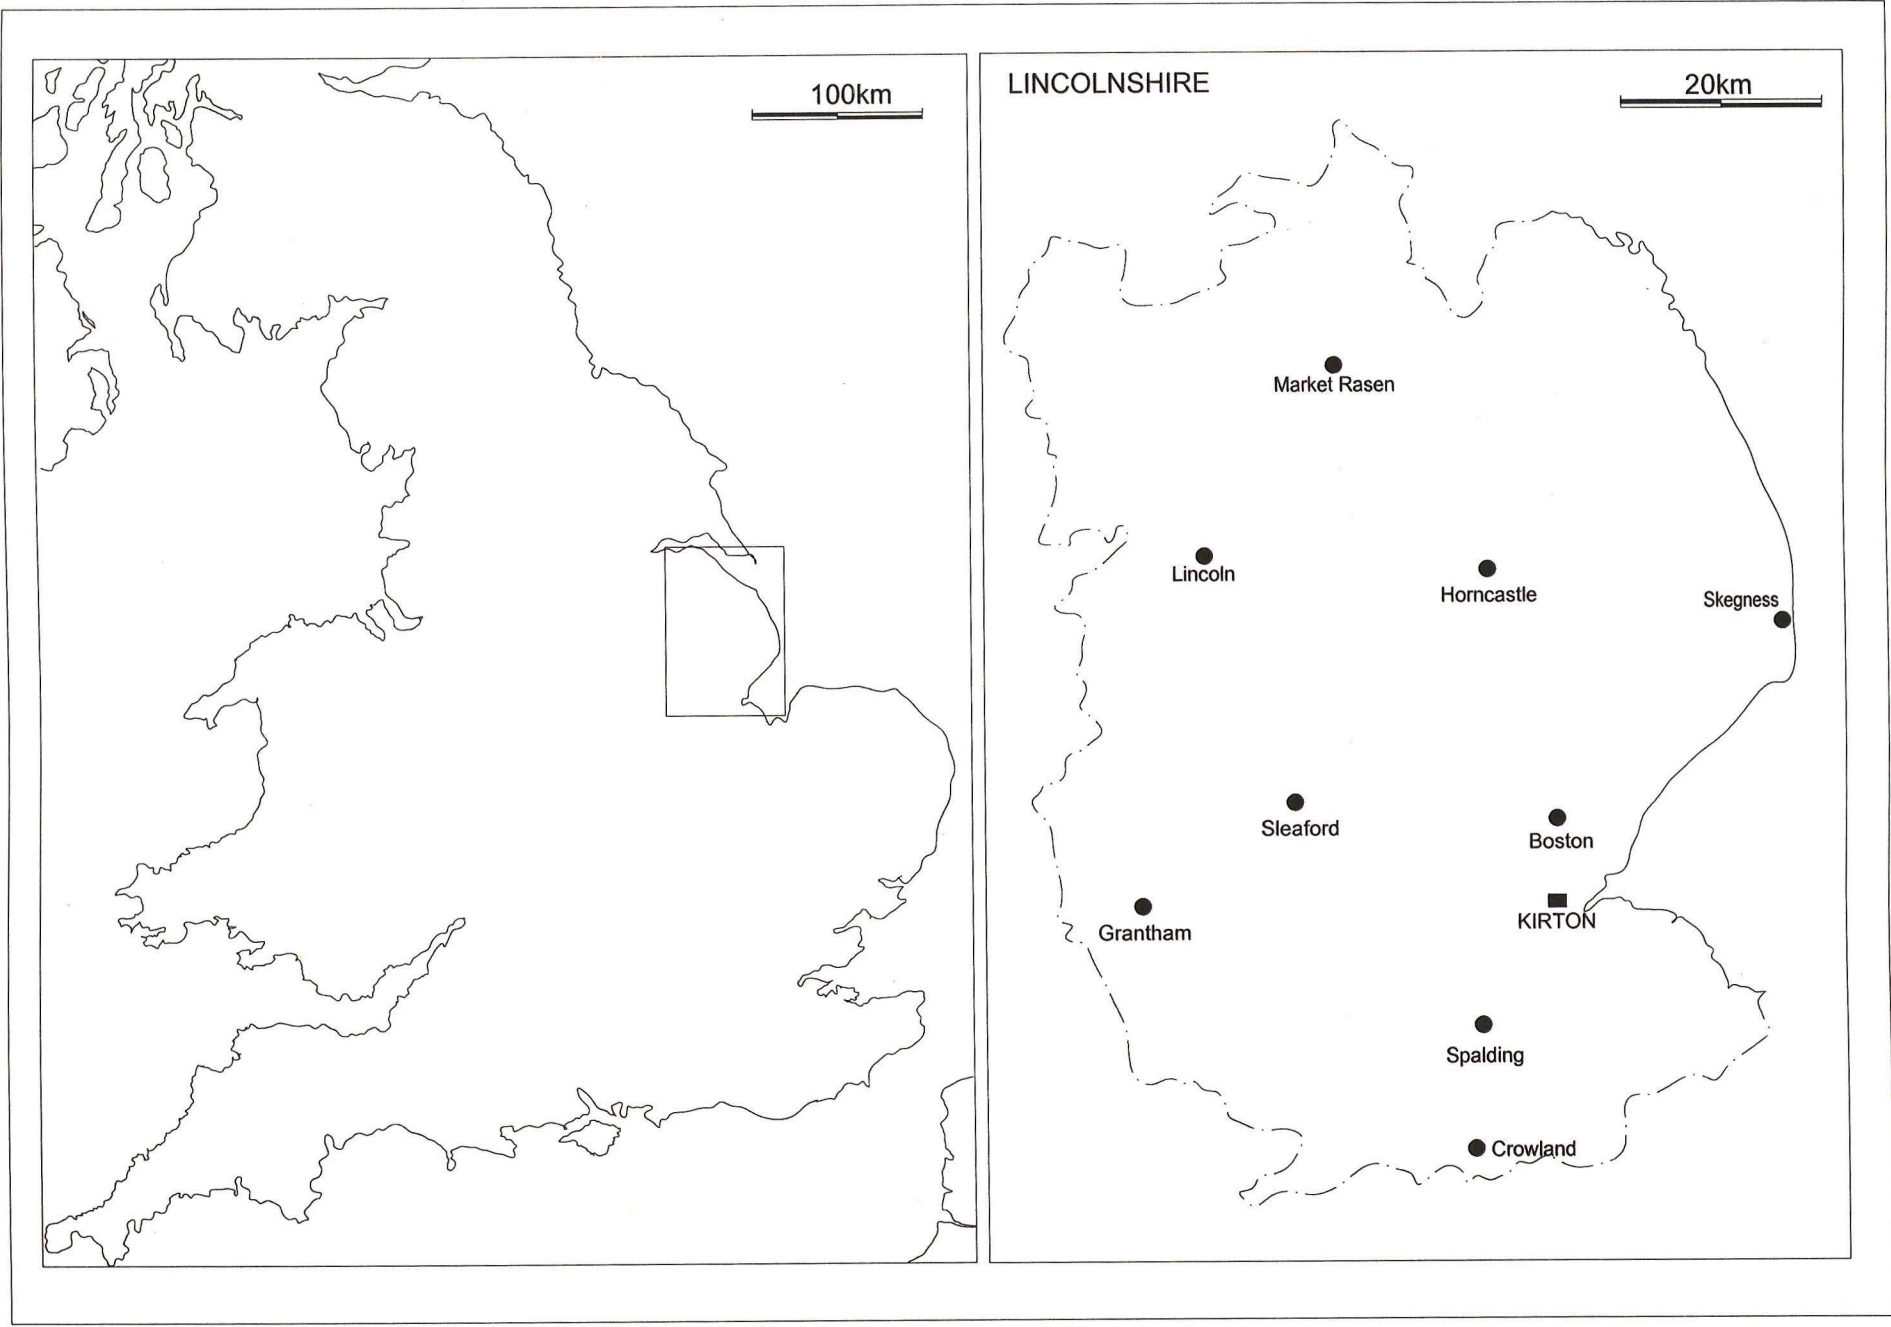 100km
LINCOLNSHIRE
20km
Market Rasen
Lincoln
Horncastle
Skegness
Sleaford
Boston
KIRTON
Grantham
Spalding
Crowland